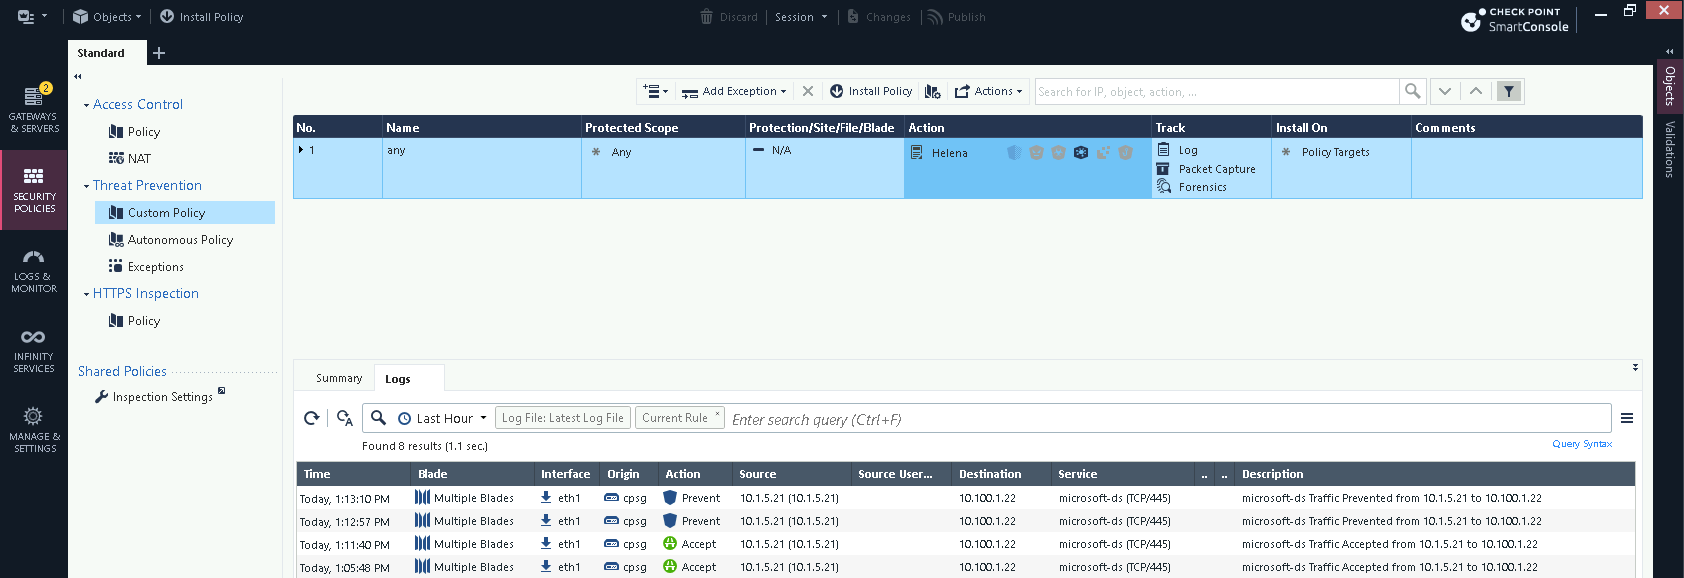 Objects Install Policy Discard Session Changes Publish CHECK POINT
SmartConsole
Standard
2
GATEWAYS
& SERVERS
SECURITY
POLICIES
LOGS &
MONITOR
INFINITY
SERVICES
MANAGE &
SETTINGS
Access Control
Policy
NAT
Threat Prevention
Custom Policy
Autonomous Policy
Exceptions
HTTPS Inspection
Policy
Shared Policies
Inspection Settings
Add Exception Install Policy Actions Search for IP, object, action, ...
No. Name Protected Scope Protection/Site/File/Blade Action Track Install On Comments
1 any Any N/A Helena Log Policy Targets
Packet Capture
Forensics
Summary Logs
Last Hour Log File: Latest Log File Current Rule x Enter search query (Ctrl+F)
Found 8 results (1.1 sec.) Query Syntax
Time Blade Interface Origin Action Source Source User... Destination Service .. .. Description
Today, 1:13:10 PM Multiple Blades eth1 cpsg Prevent 10.1.5.21 (10.1.5.21) 10.100.1.22 microsoft-ds (TCP/445) microsoft-ds Traffic Prevented from 10.1.5.21 to 10.100.1.22
Today, 1:12:57 PM Multiple Blades eth1 cpsg Prevent 10.1.5.21 (10.1.5.21) 10.100.1.22 microsoft-ds (TCP/445) microsoft-ds Traffic Prevented from 10.1.5.21 to 10.100.1.22
Today, 1:11:40 PM Multiple Blades eth1 cpsg Accept 10.1.5.21 (10.1.5.21) 10.100.1.22 microsoft-ds (TCP/445) microsoft-ds Traffic Accepted from 10.1.5.21 to 10.100.1.22
Today, 1:05:48 PM Multiple Blades eth1 cpsg Accept 10.1.5.21 (10.1.5.21) 10.100.1.22 microsoft-ds (TCP/445) microsoft-ds Traffic Accepted from 10.1.5.21 to 10.100.1.22
Objects
Validations